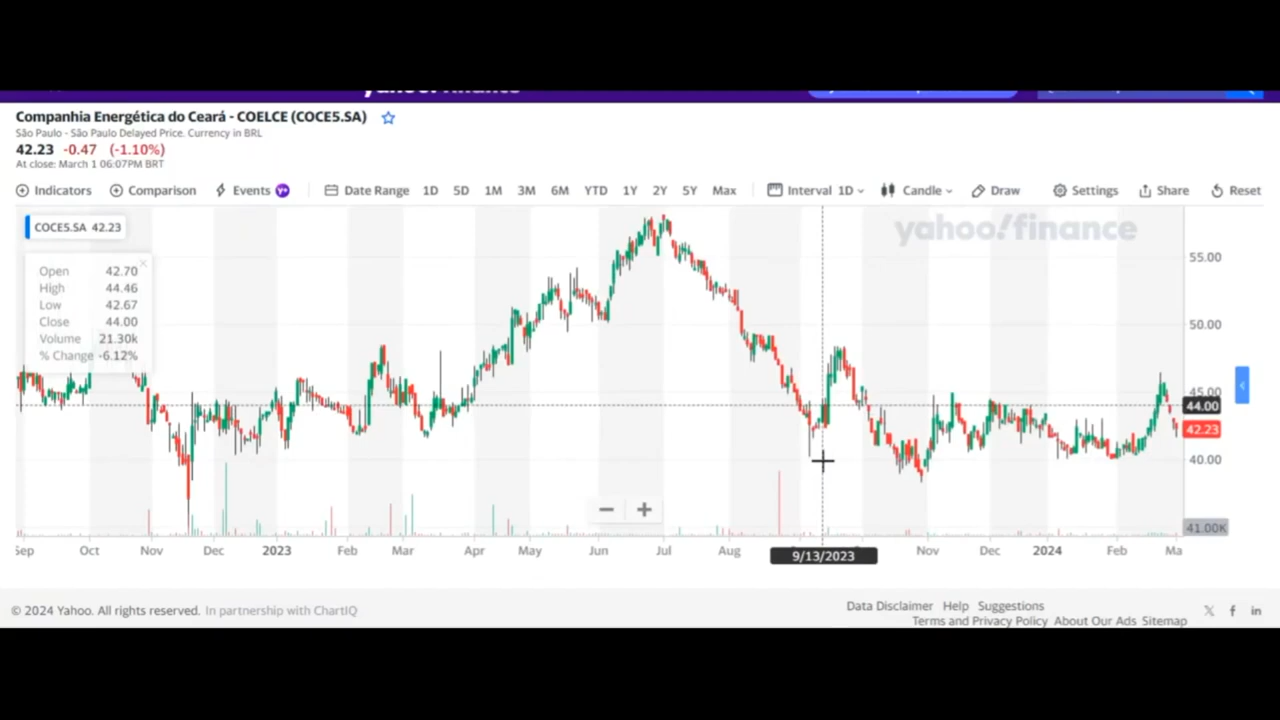 Companhia Energética do Ceará - COELCE (COCE5.SA)
São Paulo - São Paulo Delayed Price. Currency in BRL
42.23 -0.47 (-1.10%)
At close: March 1 06:07PM BRT
Indicators Comparison Events Y+ Date Range 1D 5D 1M 3M 6M YTD 1Y 2Y 5Y Max Interval 1D Candle Draw Settings Share Reset
COCE5.SA 42.23
yahoo!finance
Open 42.70
High 44.46
Low 42.67
Close 44.00
Volume 21.30k
% Change -6.12%
55.00
50.00
45.00
44.00
42.23
40.00
41.00K
Sep Oct Nov Dec 2023 Feb Mar Apr May Jun Jul Aug Nov Dec 2024 Feb Ma
9/13/2023
© 2024 Yahoo. All rights reserved. In partnership with ChartIQ
Data Disclaimer Help Suggestions
Terms and Privacy Policy About Our Ads Sitemap